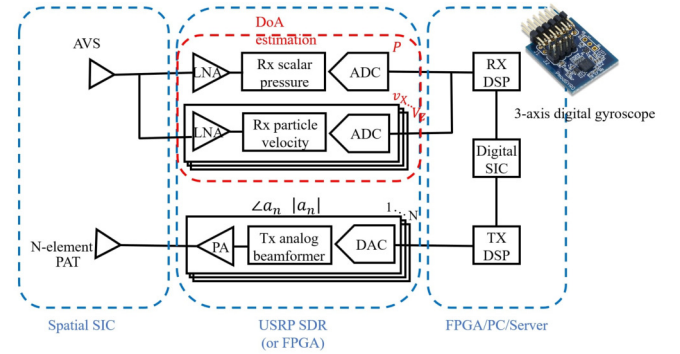 DoA
estimation
AVS
LNA
Rx scalar
pressure
ADC
P
RX
DSP
3-axis digital gyroscope
v_X
V_Z
LNA
Rx particle
velocity
ADC
Digital
SIC
∠a_n |a_n|
1
N
N-element
PAT
PA
Tx analog
beamformer
DAC
TX
DSP
Spatial SIC
USRP SDR
(or FPGA)
FPGA/PC/Server